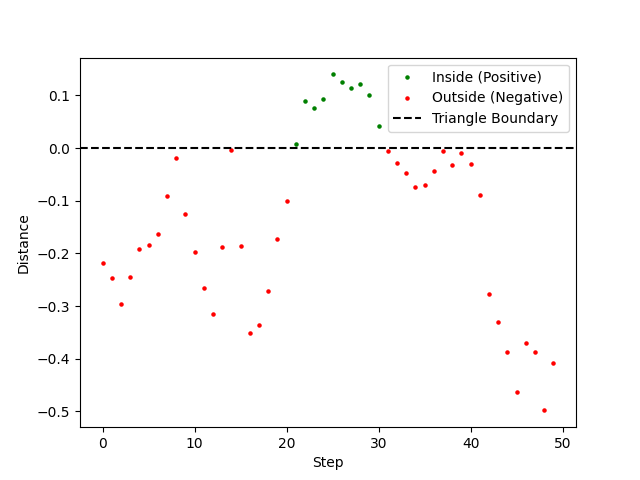 Inside (Positive)
Outside (Negative)
Triangle Boundary
0.1
0.0
−0.1
−0.2
−0.3
−0.4
−0.5
Distance
0
10
20
30
40
50
Step